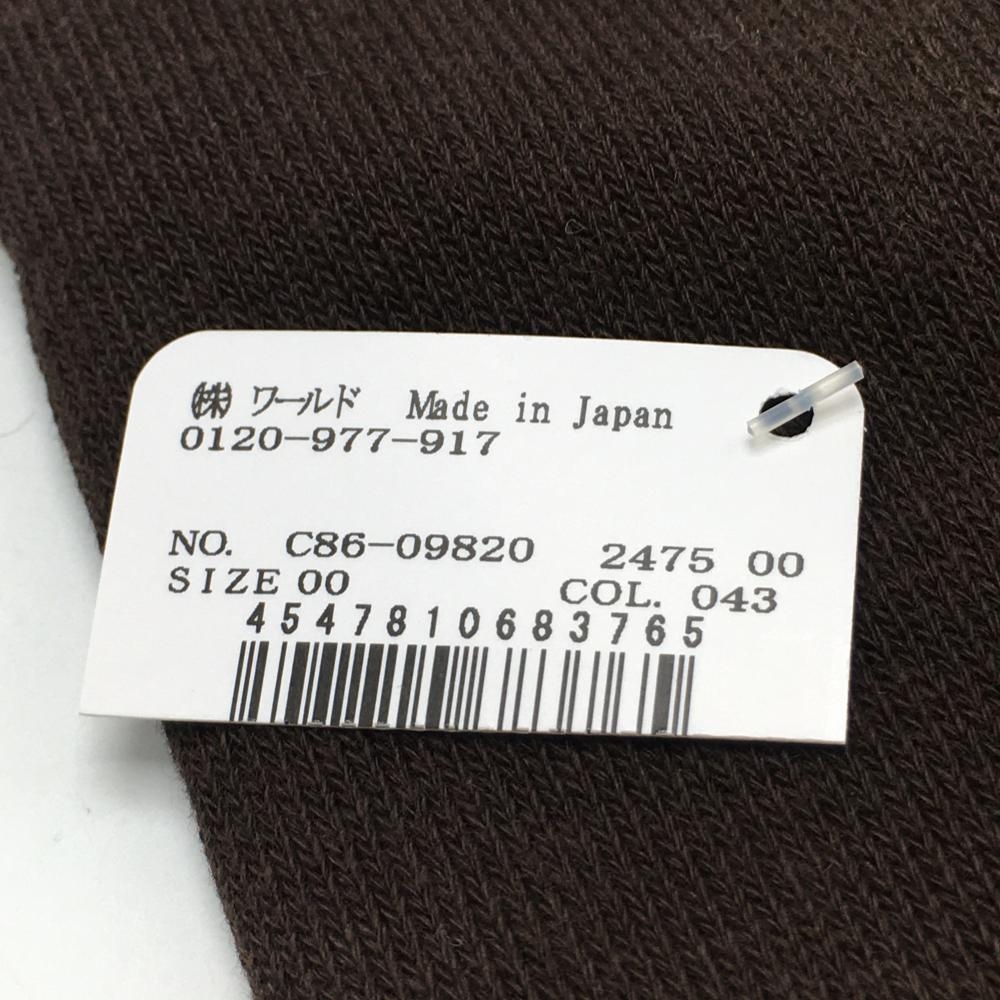 ㈱ ワールド Made in Japan
0120-977-917
NO. C86-09820 2475 00
SIZE 00 COL. 043
4547810683765